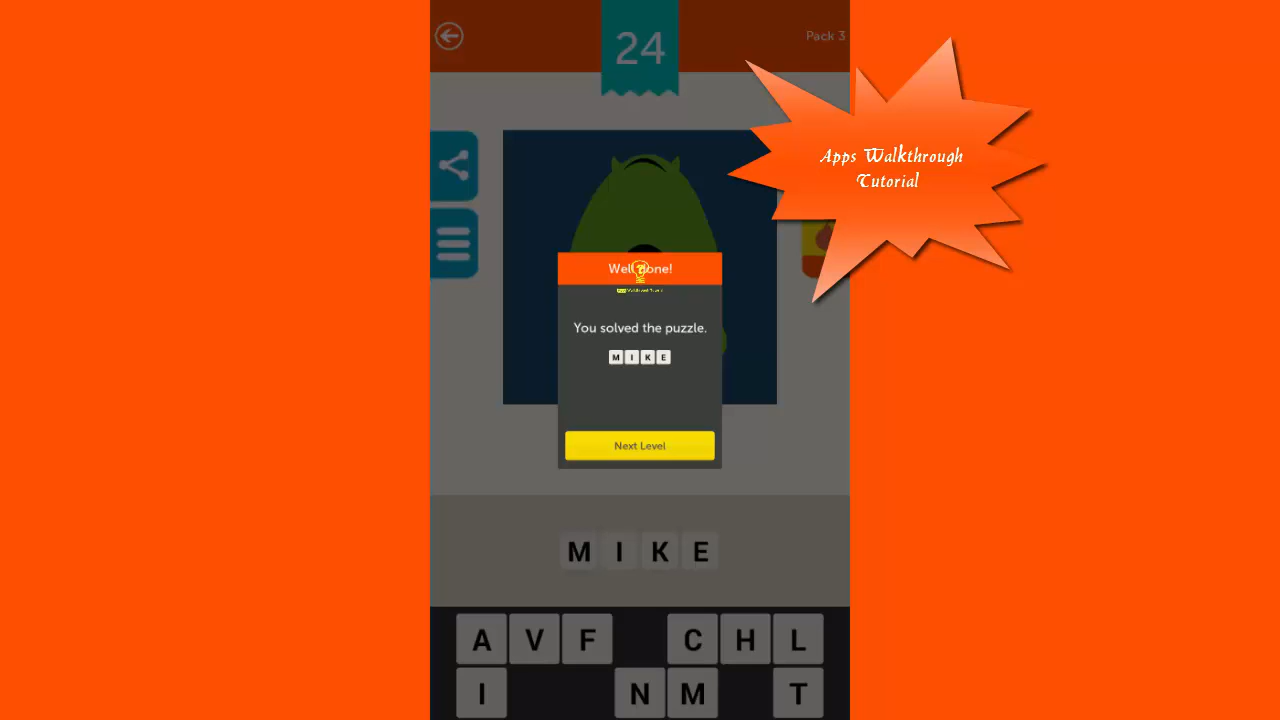 24
Pack 3
Apps Walkthrough
Tutorial
Well Done!
You solved the puzzle.
M I K E
Next Level
M I K E
A V F C H L
I N M T